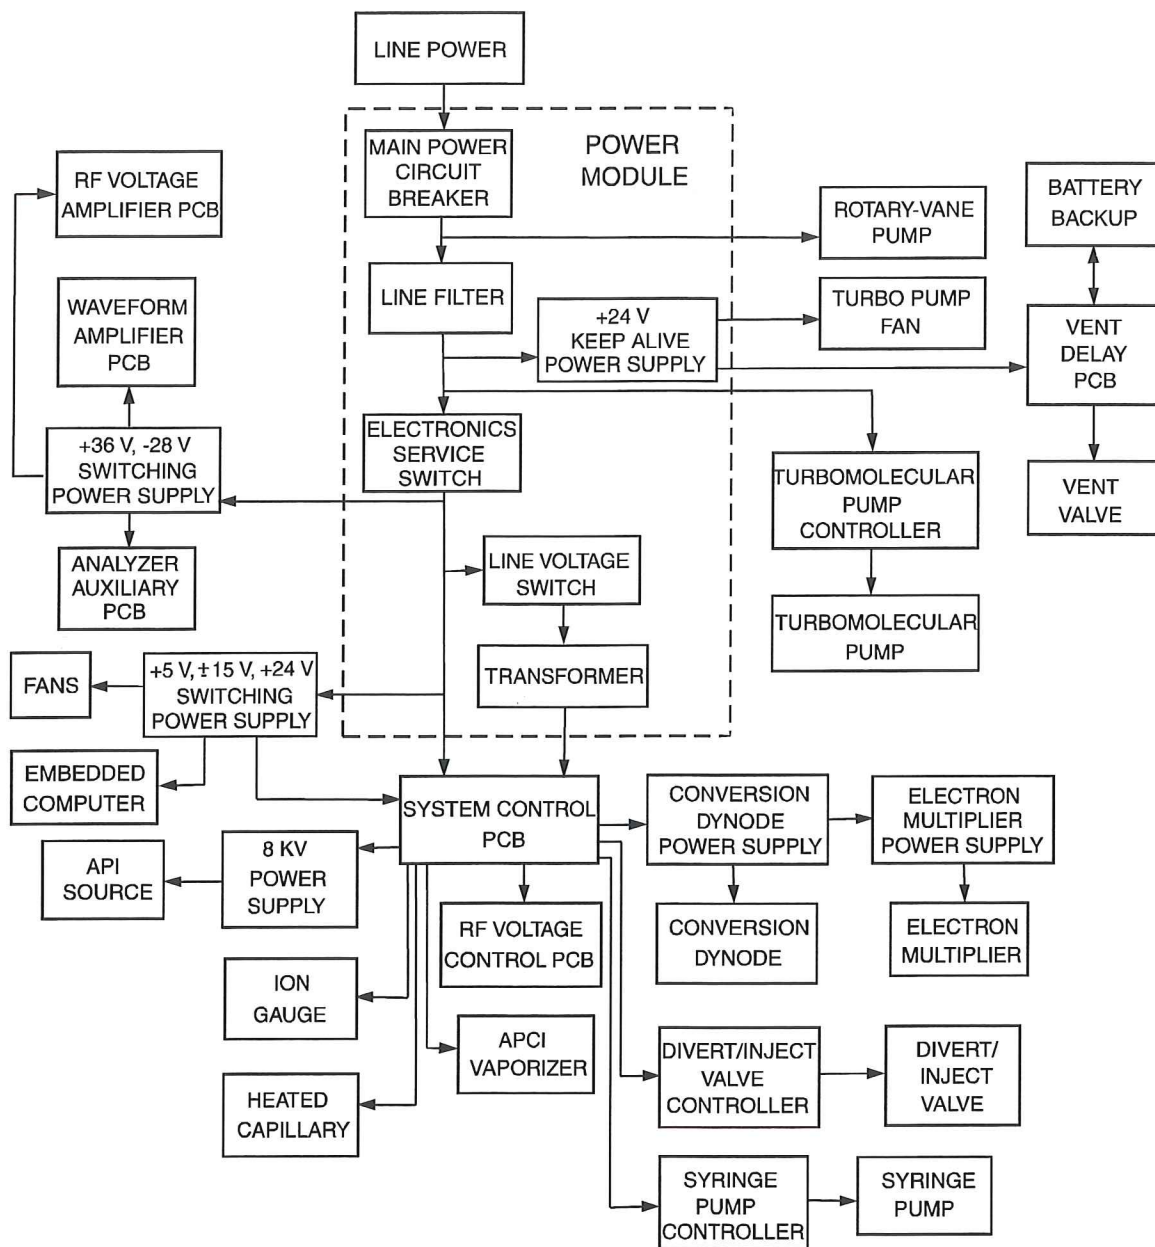 LINE POWER
POWER
MODULE
MAIN POWER
CIRCUIT
BREAKER
RF VOLTAGE
AMPLIFIER PCB
BATTERY
BACKUP
ROTARY-VANE
PUMP
LINE FILTER
WAVEFORM
AMPLIFIER
PCB
+24 V
KEEP ALIVE
POWER SUPPLY
TURBO PUMP
FAN
VENT
DELAY
PCB
ELECTRONICS
SERVICE
SWITCH
+36 V, -28 V
SWITCHING
POWER SUPPLY
TURBOMOLECULAR
PUMP
CONTROLLER
VENT
VALVE
ANALYZER
AUXILIARY
PCB
LINE VOLTAGE
SWITCH
TURBOMOLECULAR
PUMP
FANS
+5 V, ±15 V, +24 V
SWITCHING
POWER SUPPLY
TRANSFORMER
EMBEDDED
COMPUTER
SYSTEM CONTROL
PCB
CONVERSION
DYNODE
POWER SUPPLY
ELECTRON
MULTIPLIER
POWER SUPPLY
API
SOURCE
8 KV
POWER
SUPPLY
RF VOLTAGE
CONTROL PCB
CONVERSION
DYNODE
ELECTRON
MULTIPLIER
ION
GAUGE
APCI
VAPORIZER
DIVERT/INJECT
VALVE
CONTROLLER
DIVERT/
INJECT
VALVE
HEATED
CAPILLARY
SYRINGE
PUMP
CONTROLLER
SYRINGE
PUMP